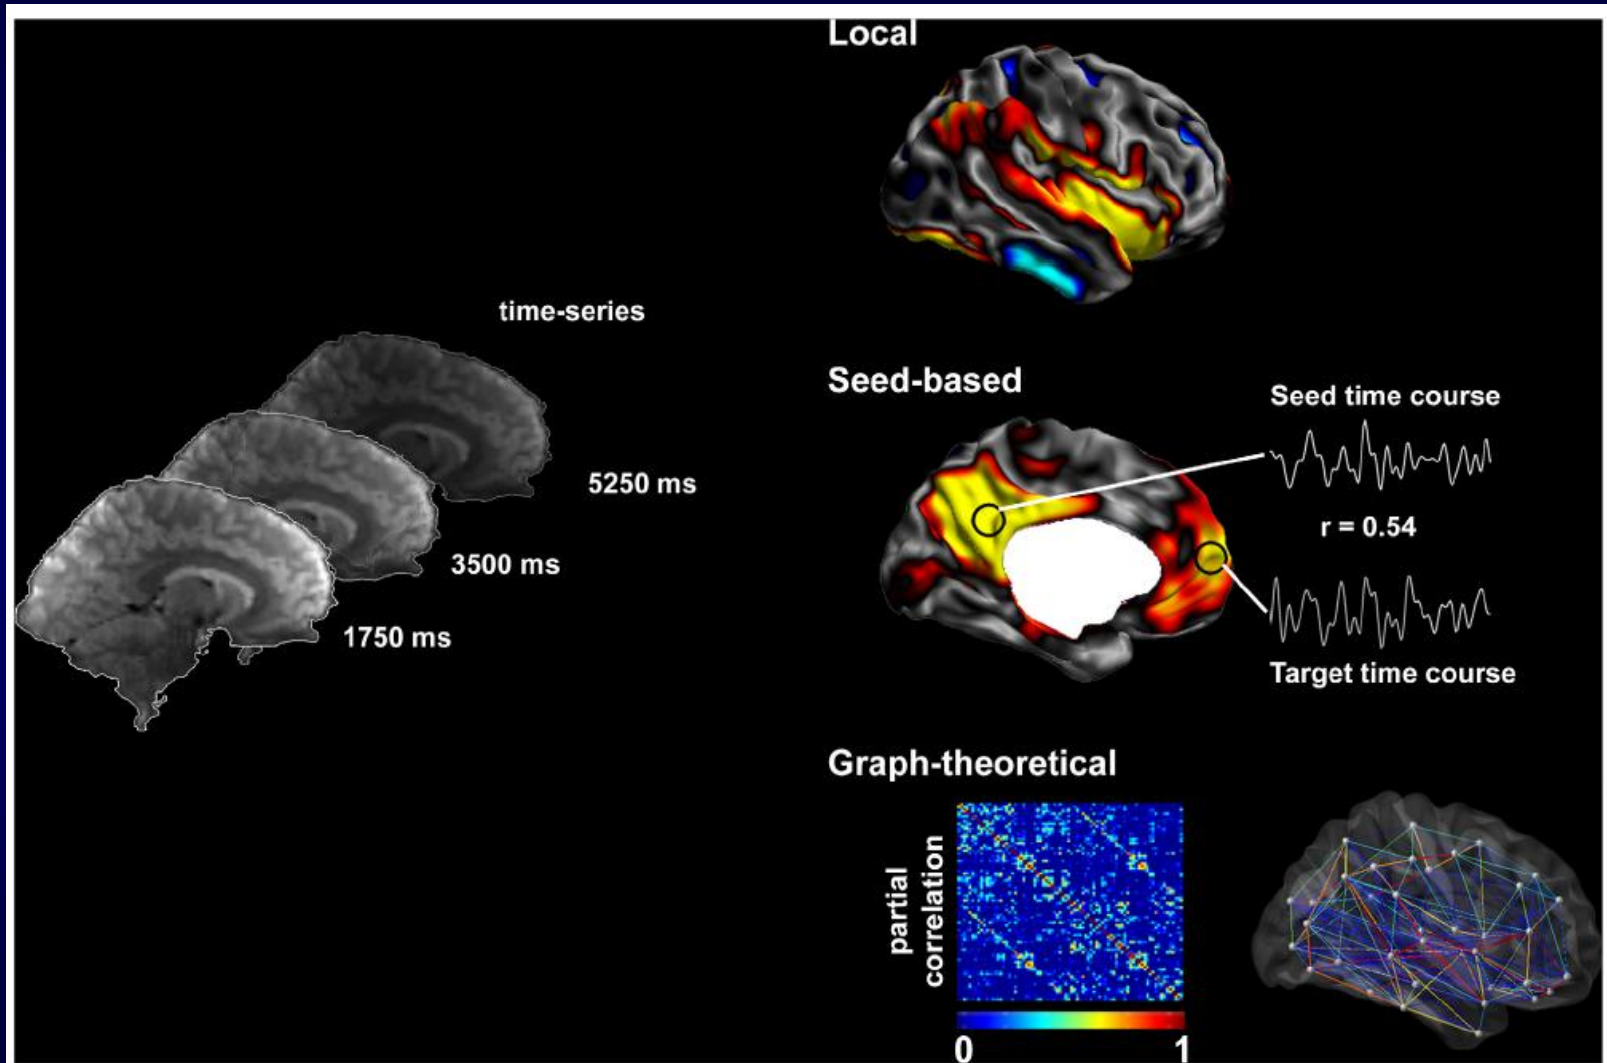 Local
time-series
5250 ms
3500 ms
1750 ms
Seed-based
Seed time course
r = 0.54
Target time course
Graph-theoretical
partial
correlation
0
1